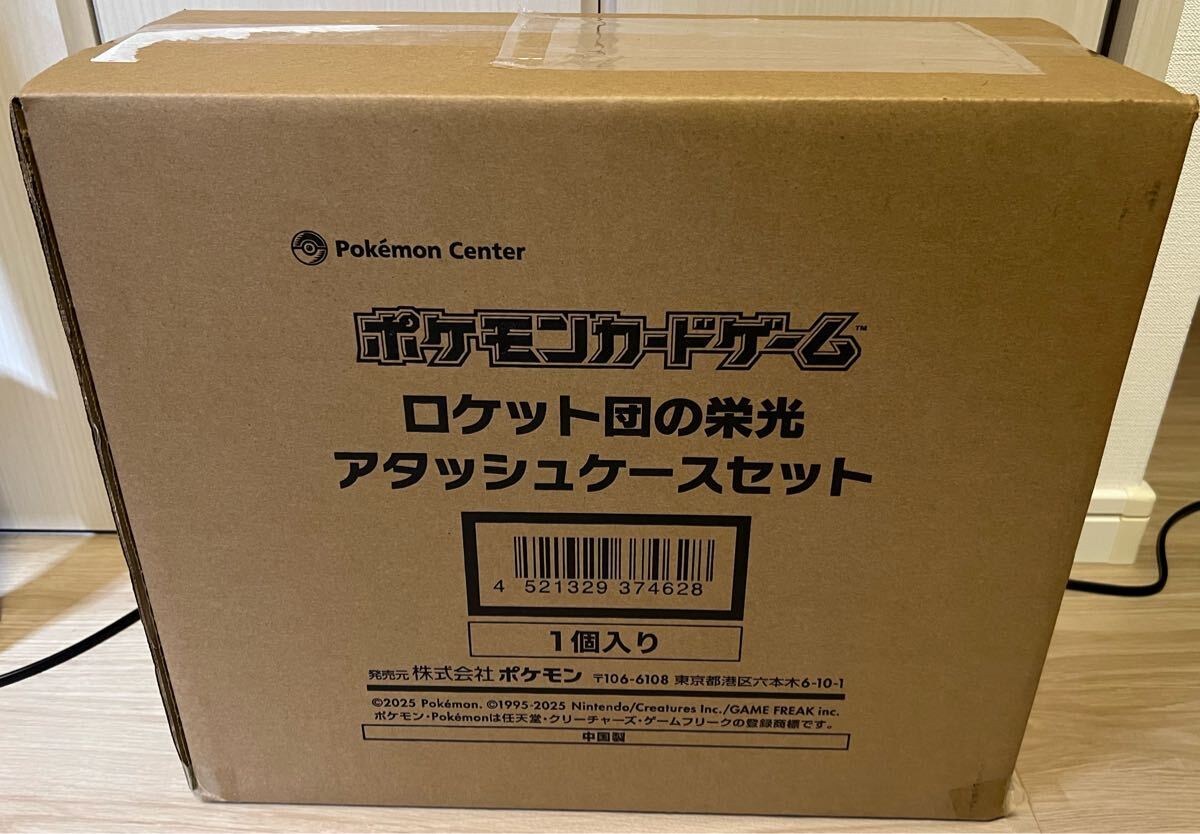 Pokémon Center
ポケモンカードゲーム™
ロケット団の栄光
アタッシュケースセット
4 521329 374628
1個入り
発売元 株式会社 ポケモン 〒106-6108 東京都港区六本木6-10-1
©2025 Pokémon. ©1995-2025 Nintendo/Creatures Inc./GAME FREAK inc.
ポケモン・Pokémonは任天堂・クリーチャーズ・ゲームフリークの登録商標です。
中国製